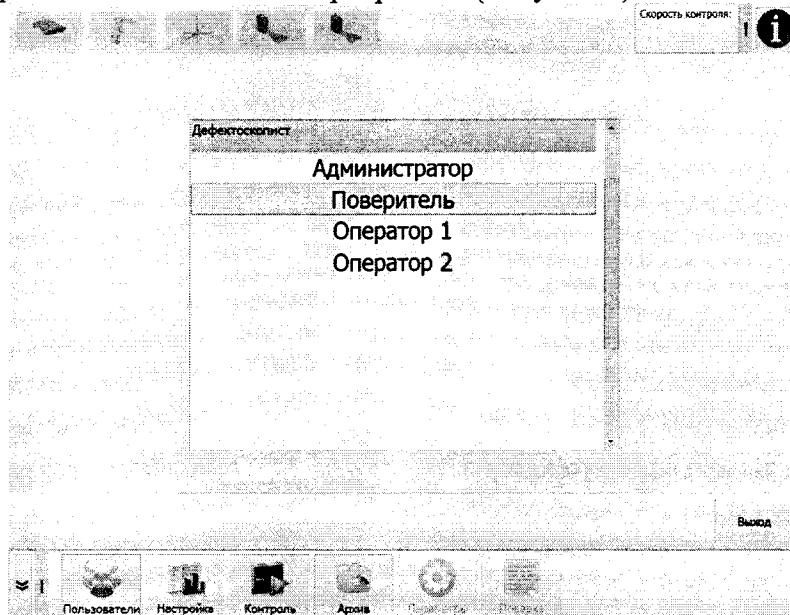 Скорость контроля:
Дефектоскопист
Администратор
Поверитель
Оператор 1
Оператор 2
Выход
Пользователи Настройка Контроль Архив